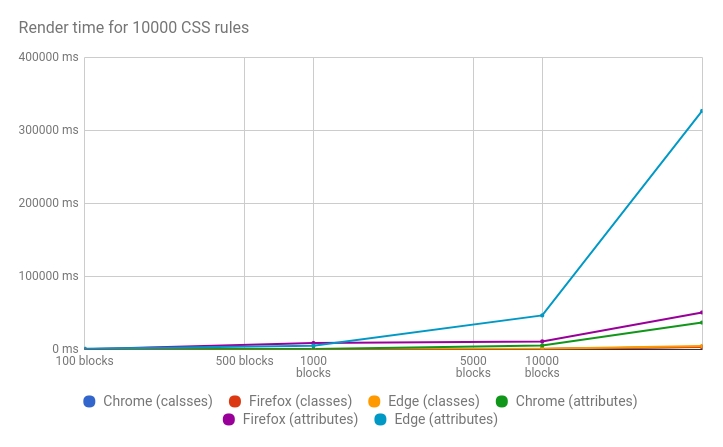 Render time for 10000 CSS rules
400000 ms
300000 ms
200000 ms
100000 ms
0 ms
100 blocks
500 blocks
1000
blocks
5000
blocks
10000
blocks
Chrome (calsses)
Firefox (classes)
Edge (classes)
Chrome (attributes)
Firefox (attributes)
Edge (attributes)